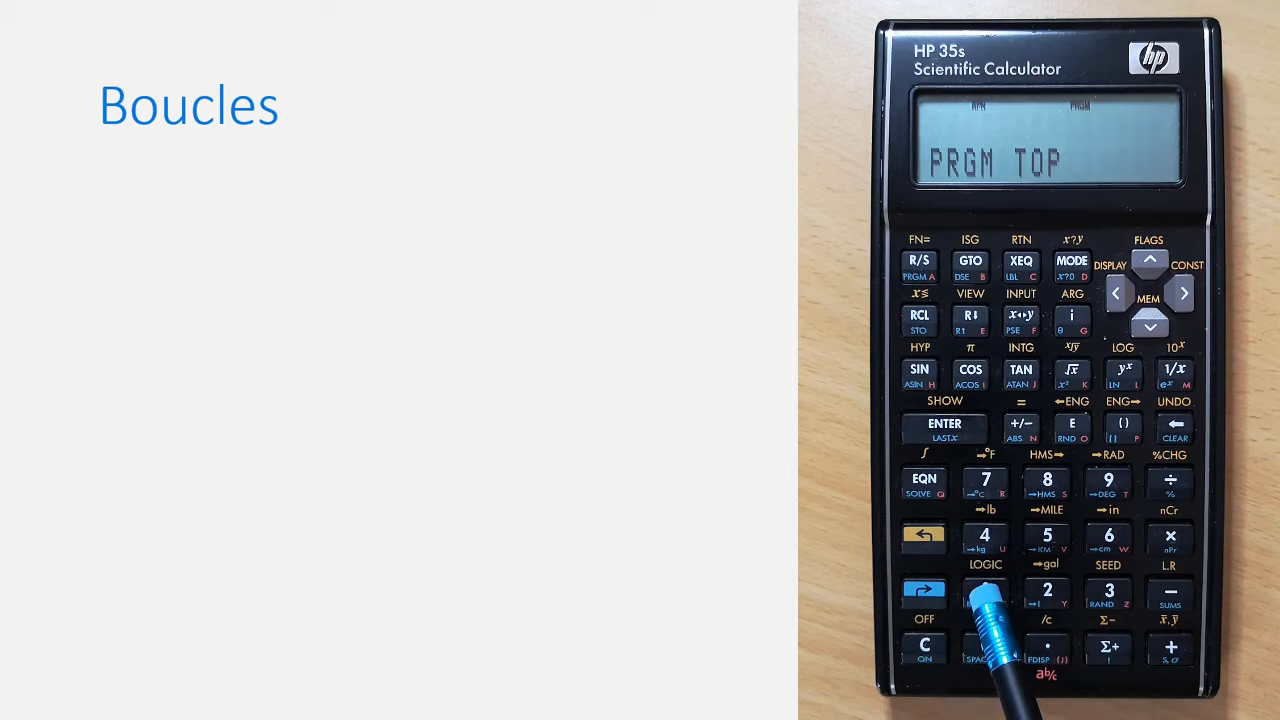 Boucles
HP 35s
Scientific Calculator
hp
RPN PRGM
PRGM TOP
FN= ISG RTN x?y FLAGS
R/S GTO XEQ MODE
DISPLAY CONST
PRGM A DSE B LBL C x?0 D
x≶ VIEW INPUT ARG MEM
RCL R↓ x↔y i
STO R↑ E PSE F θ G
HYP π INTG LOG 10ˣ
SIN COS TAN √x yˣ 1/x
ASIN H ACOS I ATAN J x² K LN L eˣ M
SHOW = ←ENG ENG→ UNDO
ENTER +/− E ( ) ←
LASTx ABS N RND O [ ] P CLEAR
∫ →°F HMS→ →RAD %CHG
EQN 7 8 9 ÷
SOLVE Q →°C R →HMS S →DEG T %
→lb →MILE →in nCr
4 5 6 ×
→kg U →KM V →cm W nPr
LOGIC →gal SEED L.R
2 3 −
→l Y RAND Z SUMS
OFF /c Σ− x̄,ȳ
C · Σ+ +
ON SPACE FDISP (J) ! S,σ
ab/c